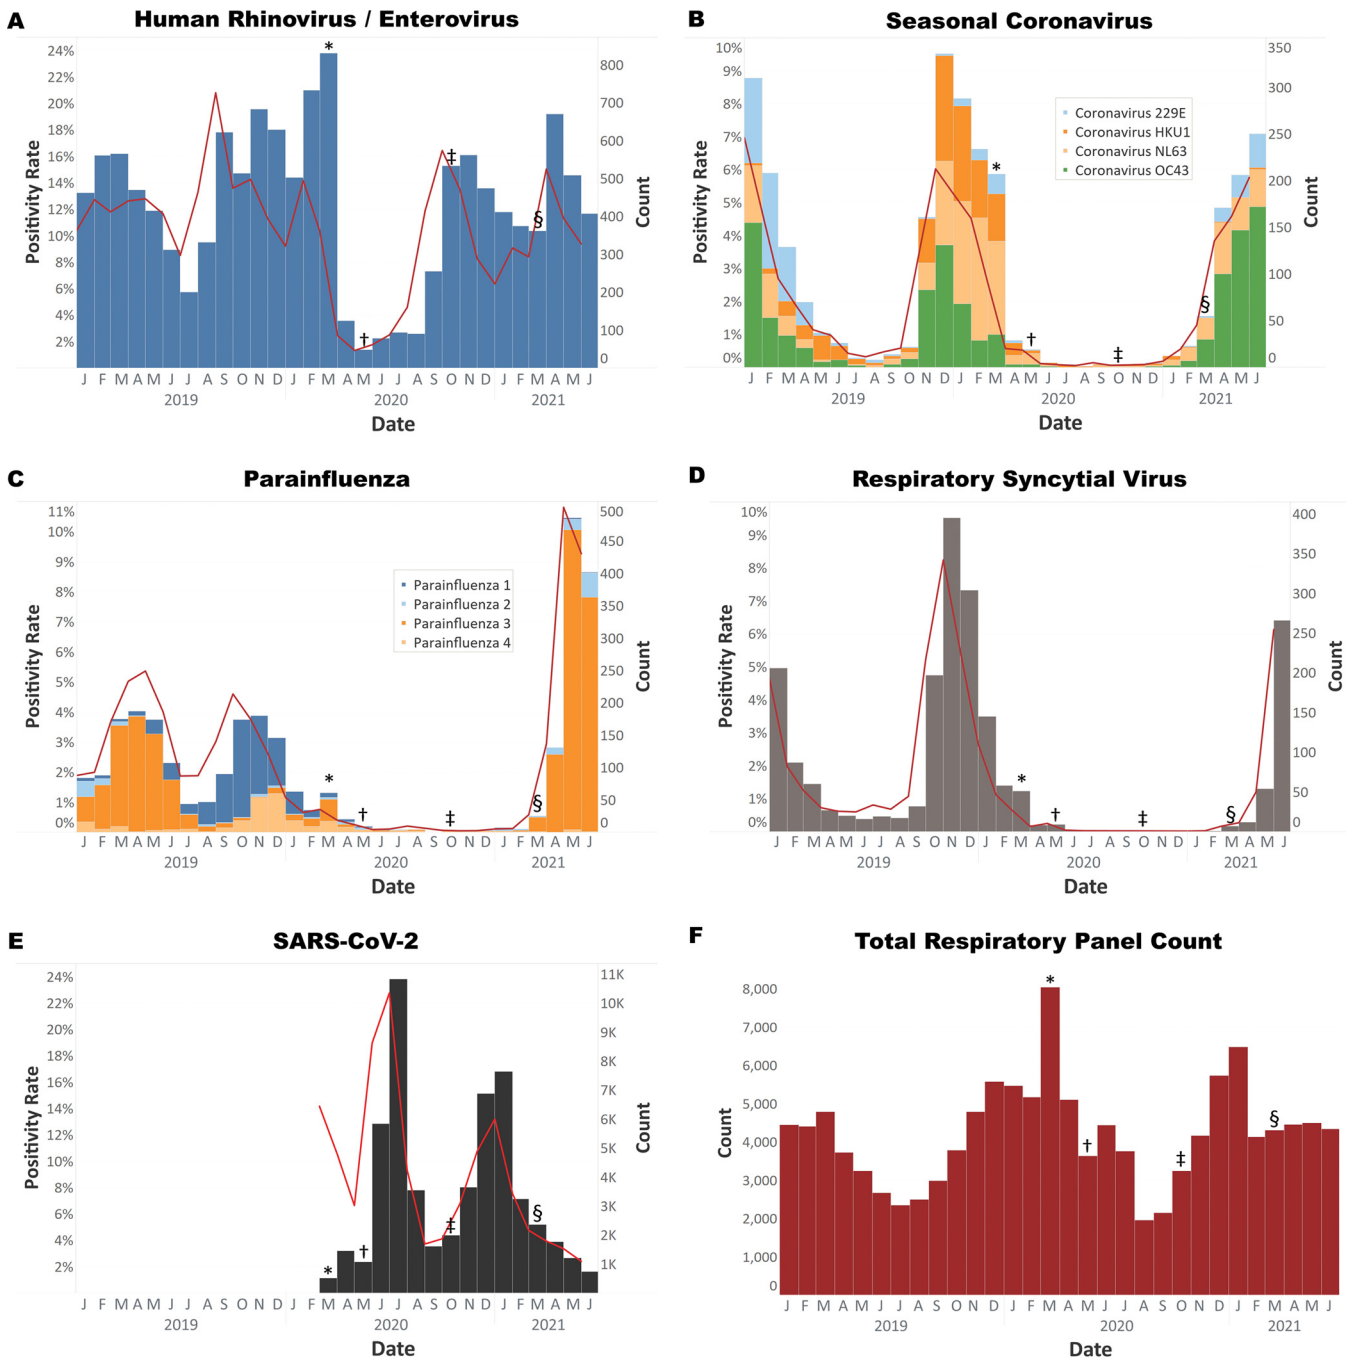 A
Human Rhinovirus / Enterovirus
24%
22%
20%
18%
16%
14%
12%
10%
8%
6%
4%
2%
Positivity Rate
800
700
600
500
400
300
200
100
0
Count
*
†
‡
§
J F M A M J J A S O N D J F M A M J J A S O N D J F M A M J
2019 2020 2021
Date
B
Seasonal Coronavirus
10%
9%
8%
7%
6%
5%
4%
3%
2%
1%
0%
Positivity Rate
350
300
250
200
150
100
50
0
Count
Coronavirus 229E
Coronavirus HKU1
Coronavirus NL63
Coronavirus OC43
*
†
‡
§
J F M A M J J A S O N D J F M A M J J A S O N D J F M A M J
2019 2020 2021
Date
C
Parainfluenza
11%
10%
9%
8%
7%
6%
5%
4%
3%
2%
1%
0%
Positivity Rate
500
450
400
350
300
250
200
150
100
50
0
Count
Parainfluenza 1
Parainfluenza 2
Parainfluenza 3
Parainfluenza 4
*
†
‡
§
J F M A M J J A S O N D J F M A M J J A S O N D J F M A M J
2019 2020 2021
Date
D
Respiratory Syncytial Virus
10%
9%
8%
7%
6%
5%
4%
3%
2%
1%
0%
Positivity Rate
400
350
300
250
200
150
100
50
0
Count
*
†
‡
§
J F M A M J J A S O N D J F M A M J J A S O N D J F M A M J
2019 2020 2021
Date
E
SARS-CoV-2
24%
22%
20%
18%
16%
14%
12%
10%
8%
6%
4%
2%
Positivity Rate
11K
10K
9K
8K
7K
6K
5K
4K
3K
2K
1K
Count
*
†
‡
§
J F M A M J J A S O N D J F M A M J J A S O N D J F M A M J
2019 2020 2021
Date
F
Total Respiratory Panel Count
8,000
7,000
6,000
5,000
4,000
3,000
2,000
1,000
0
Count
*
†
‡
§
J F M A M J J A S O N D J F M A M J J A S O N D J F M A M J
2019 2020 2021
Date